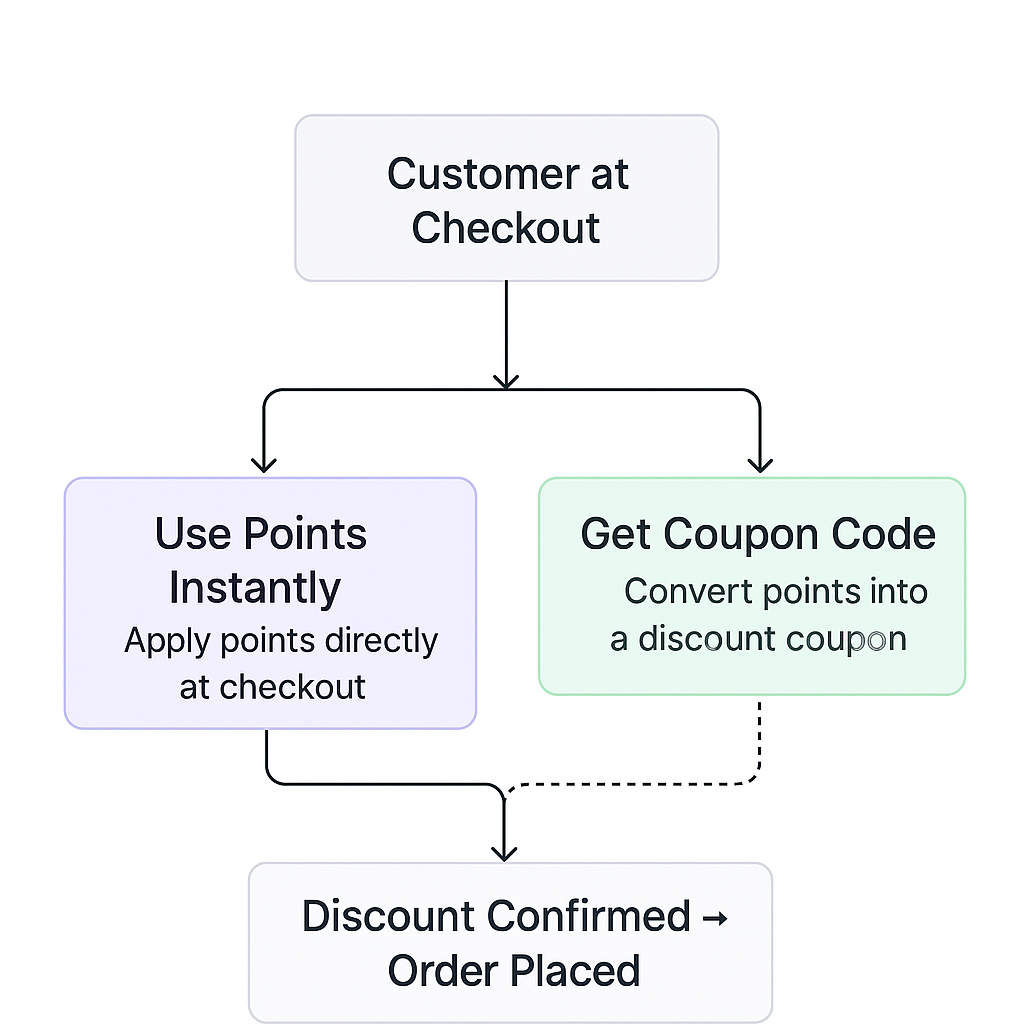 Customer at
Checkout
Use Points
Instantly
Apply points directly
at checkout
Get Coupon Code
Convert points into
a discount coupon
Discount Confirmed →
Order Placed